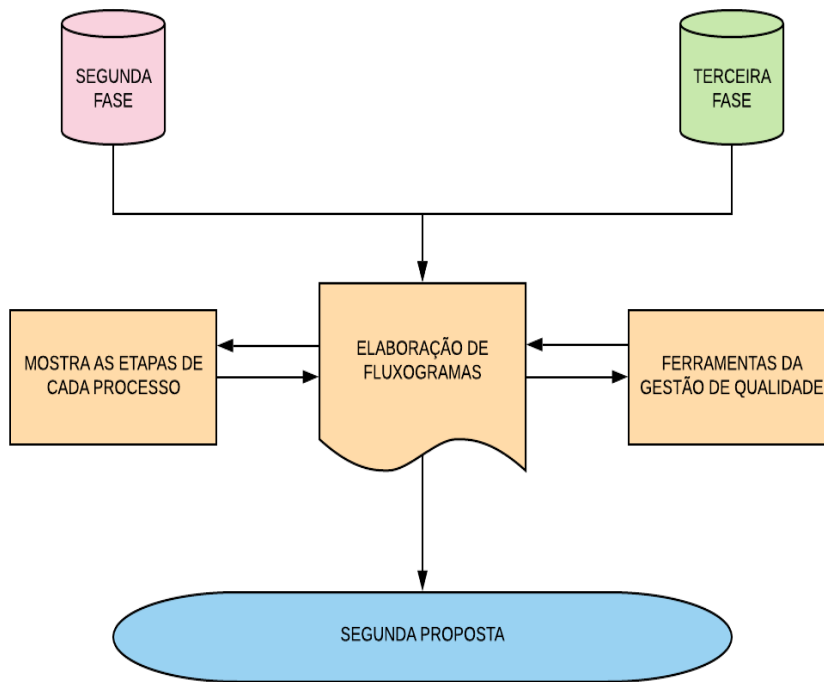 SEGUNDA
FASE
TERCEIRA
FASE
MOSTRA AS ETAPAS DE
CADA PROCESSO
ELABORAÇÃO DE
FLUXOGRAMAS
FERRAMENTAS DA
GESTÃO DE QUALIDADE
SEGUNDA PROPOSTA